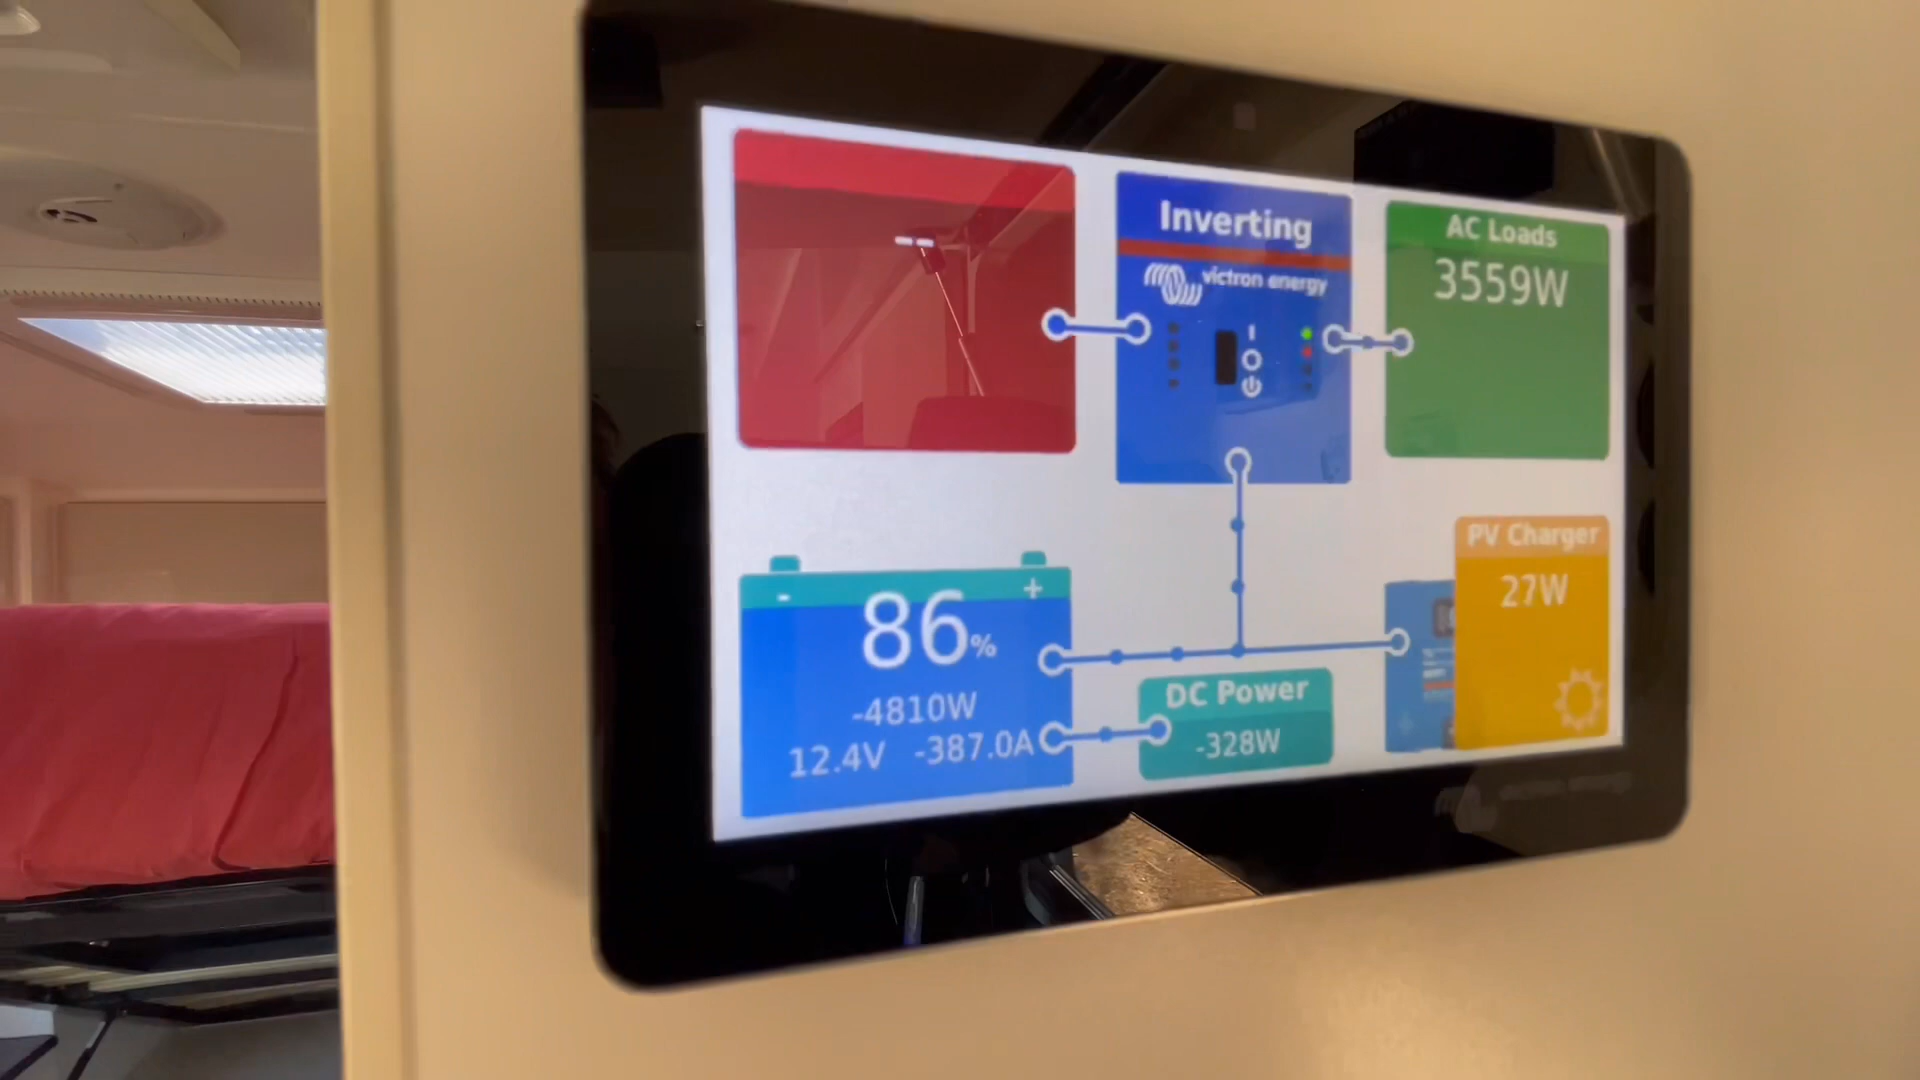 Inverting
victron energy
AC Loads
3559W
- +
86%
-4810W
12.4V -387.0A
DC Power
-328W
PV Charger
27W